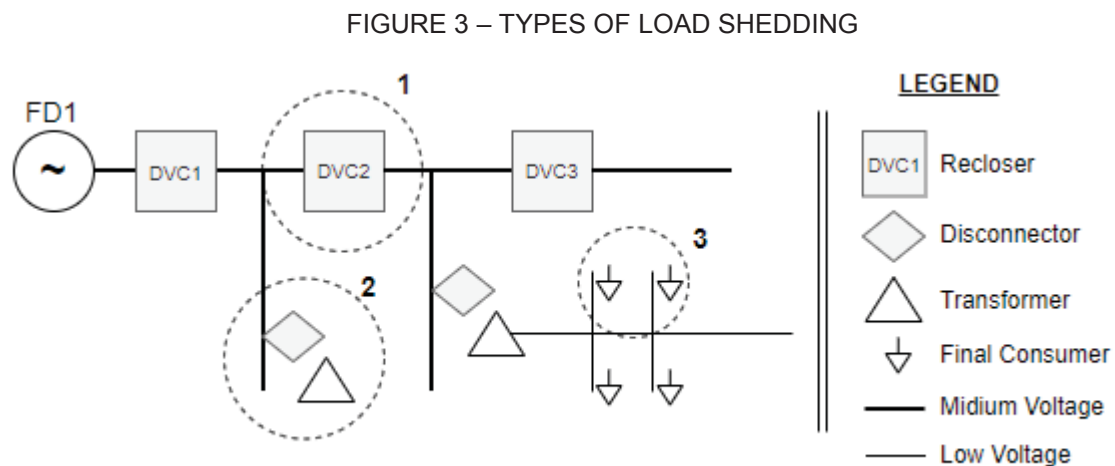 FIGURE 3 – TYPES OF LOAD SHEDDING
1
FD1
~
DVC1
DVC2
DVC3
2
3
LEGEND
DVC1
Recloser
Disconnector
Transformer
Final Consumer
Midium Voltage
Low Voltage